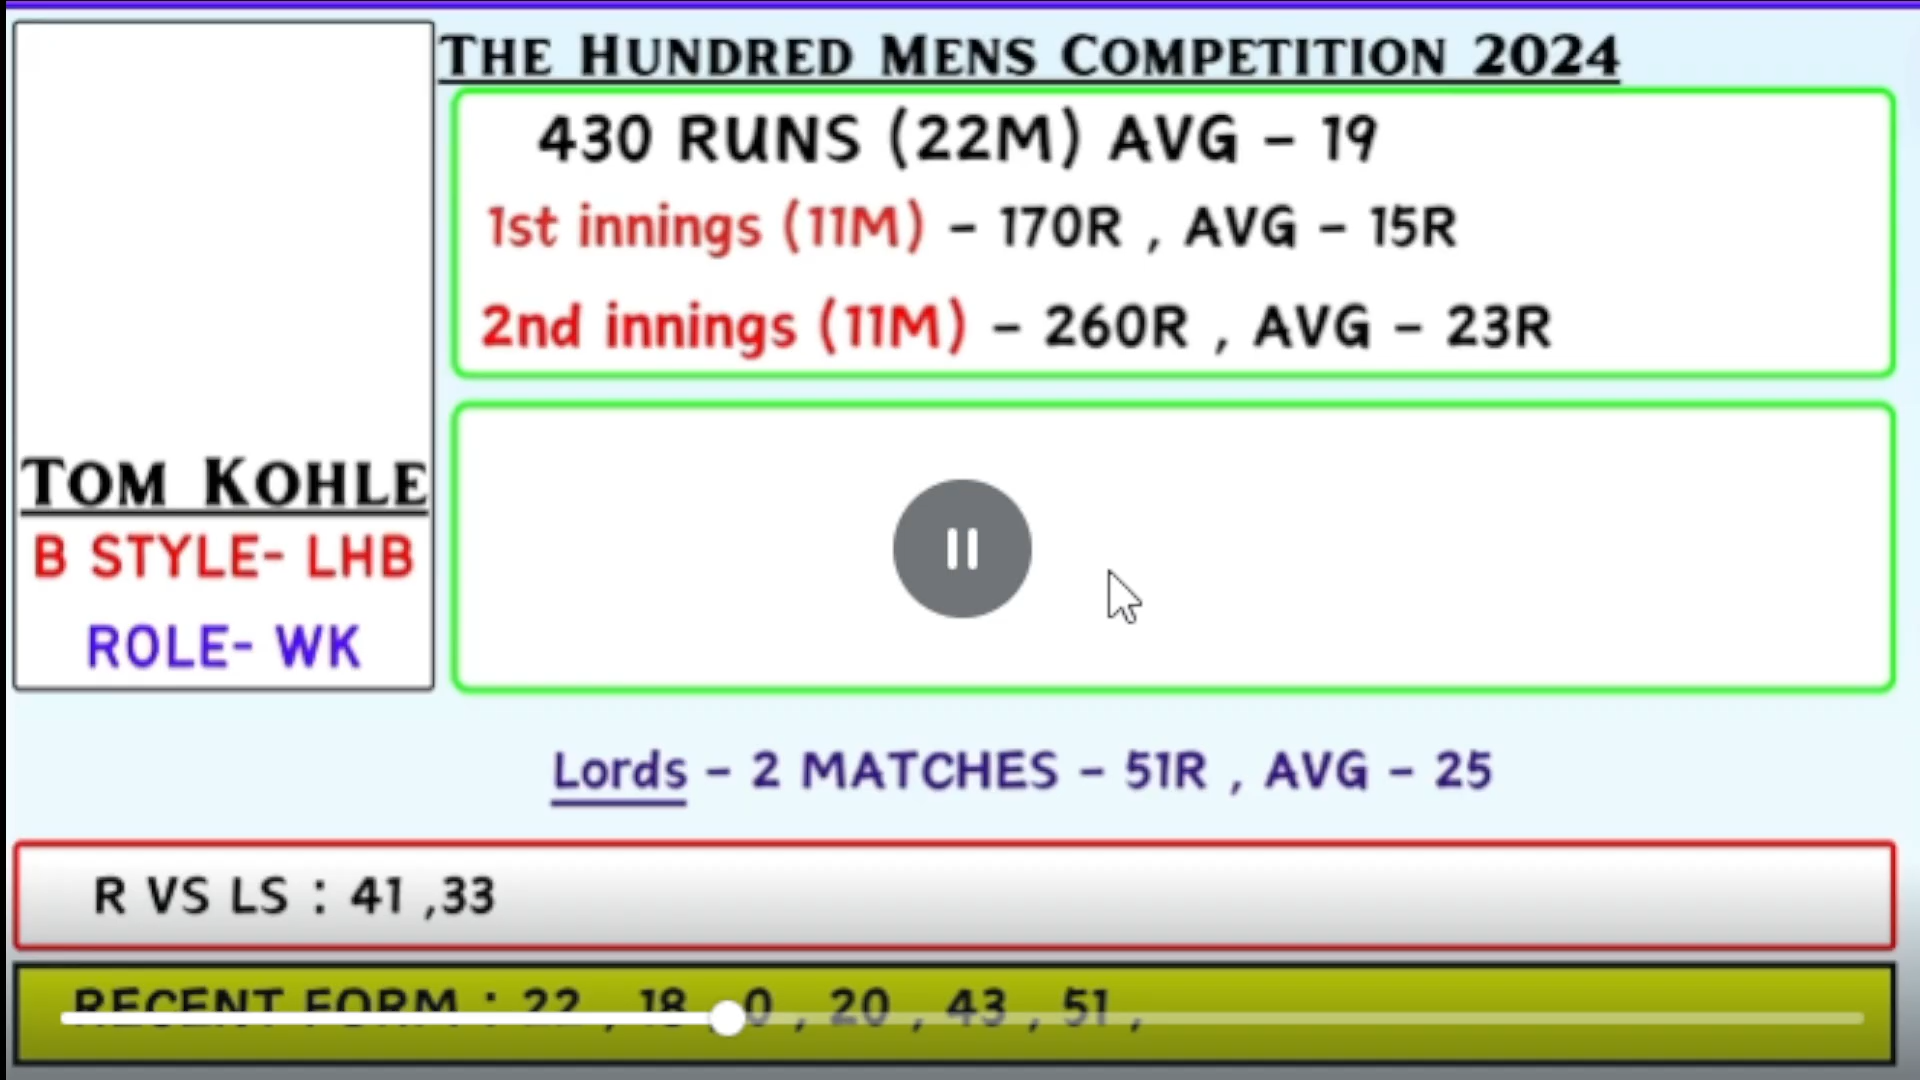 THE HUNDRED MENS COMPETITION 2024
430 RUNS (22M) AVG - 19
1st innings (11M) - 170R , AVG - 15R
2nd innings (11M) - 260R , AVG - 23R
TOM KOHLE
B STYLE- LHB
ROLE- WK
Lords - 2 MATCHES - 51R , AVG - 25
R VS LS : 41 ,33
RECENT FORM : 22 , 18 , 0 , 20 , 43 , 51 ,